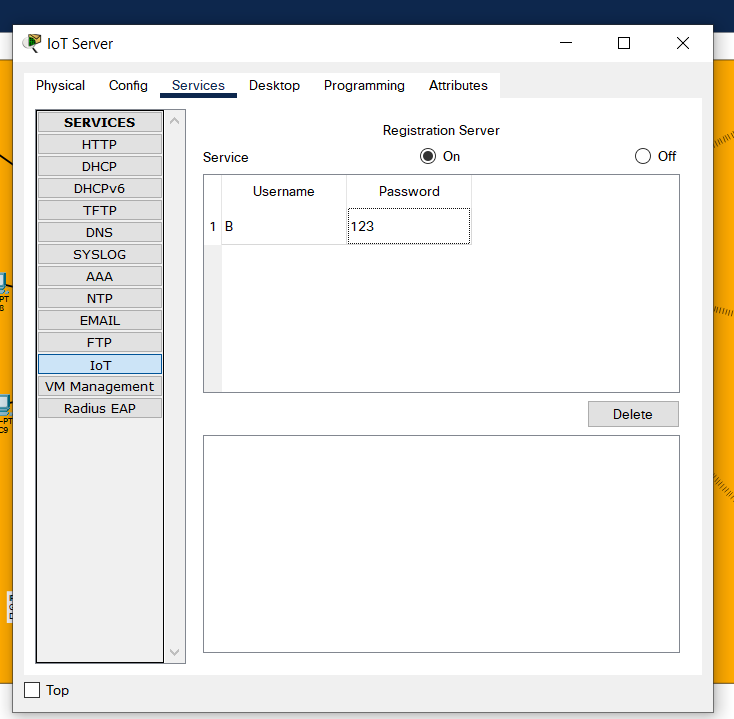 IoT Server
Physical Config Services Desktop Programming Attributes
SERVICES
HTTP
DHCP
DHCPv6
TFTP
DNS
SYSLOG
AAA
NTP
EMAIL
FTP
IoT
VM Management
Radius EAP
Registration Server
Service On Off
Username Password
1 B 123
Delete
Top